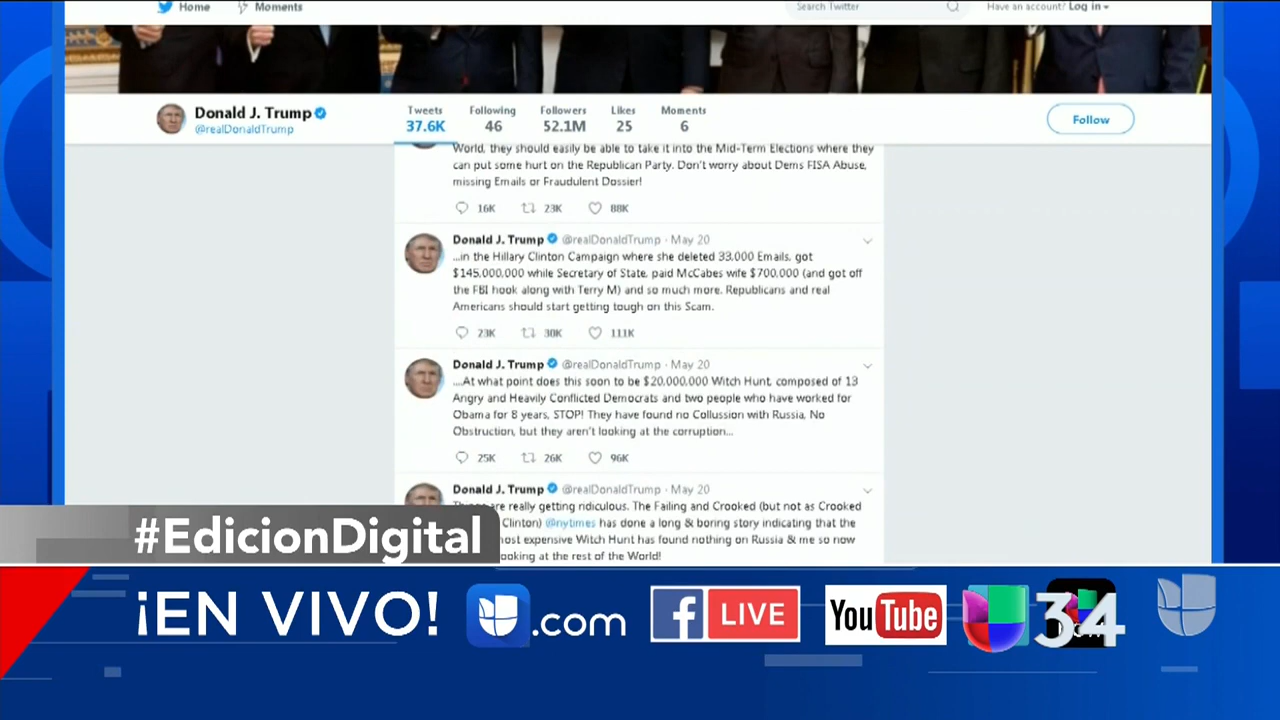 Home Moments Search Twitter Have an account? Log in
Donald J. Trump
@realDonaldTrump
Tweets Following Followers Likes Moments
37.6K 46 52.1M 25 6
Follow
World, they should easily be able to take it into the Mid-Term Elections where they
can put some hurt on the Republican Party. Don't worry about Dems FISA Abuse,
missing Emails or Fraudulent Dossier!
16K 23K 88K
Donald J. Trump @realDonaldTrump · May 20
...in the Hillary Clinton Campaign where she deleted 33,000 Emails, got
$145,000,000 while Secretary of State, paid McCabes wife $700,000 (and got off
the FBI hook along with Terry M) and so much more. Republicans and real
Americans should start getting tough on this Scam.
23K 30K 111K
Donald J. Trump @realDonaldTrump · May 20
....At what point does this soon to be $20,000,000 Witch Hunt, composed of 13
Angry and Heavily Conflicted Democrats and two people who have worked for
Obama for 8 years, STOP! They have found no Collussion with Russia, No
Obstruction, but they aren't looking at the corruption...
25K 26K 96K
Donald J. Trump @realDonaldTrump · May 20
are really getting ridiculous. The Failing and Crooked (but not as Crooked
Clinton) @nytimes has done a long & boring story indicating that the
most expensive Witch Hunt has found nothing on Russia & me so now
looking at the rest of the World!
#EdicionDigital
¡EN VIVO! .com f LIVE YouTube 34